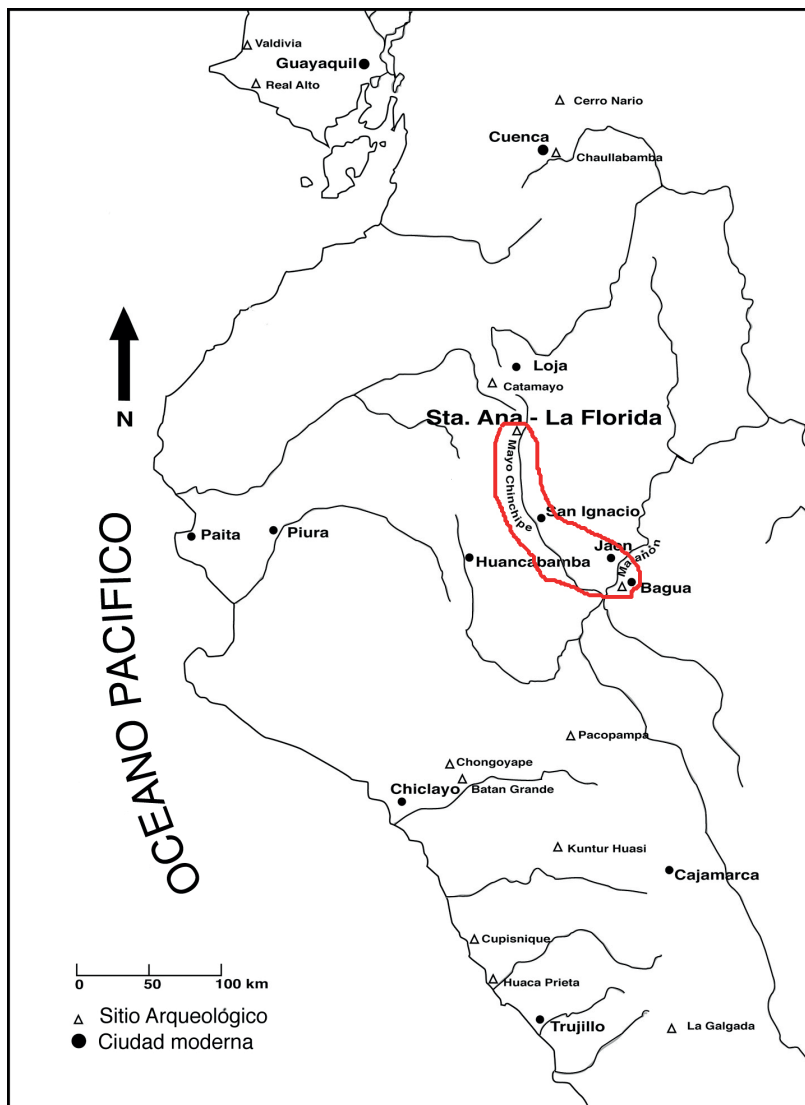 Valdivia
Guayaquil
Real Alto
Cerro Nario
Cuenca
Chaullabamba
N
Loja
Catamayo
Sta. Ana - La Florida
Mayo Chinchipe
San Ignacio
Paita
Piura
Huancabamba
Jaen
Marañón
Bagua
OCEANO PACIFICO
Pacopampa
Chongoyape
Batan Grande
Chiclayo
Kuntur Huasi
Cajamarca
Cupisnique
Huaca Prieta
Trujillo
La Galgada
0 50 100 km
Sitio Arqueológico
Ciudad moderna